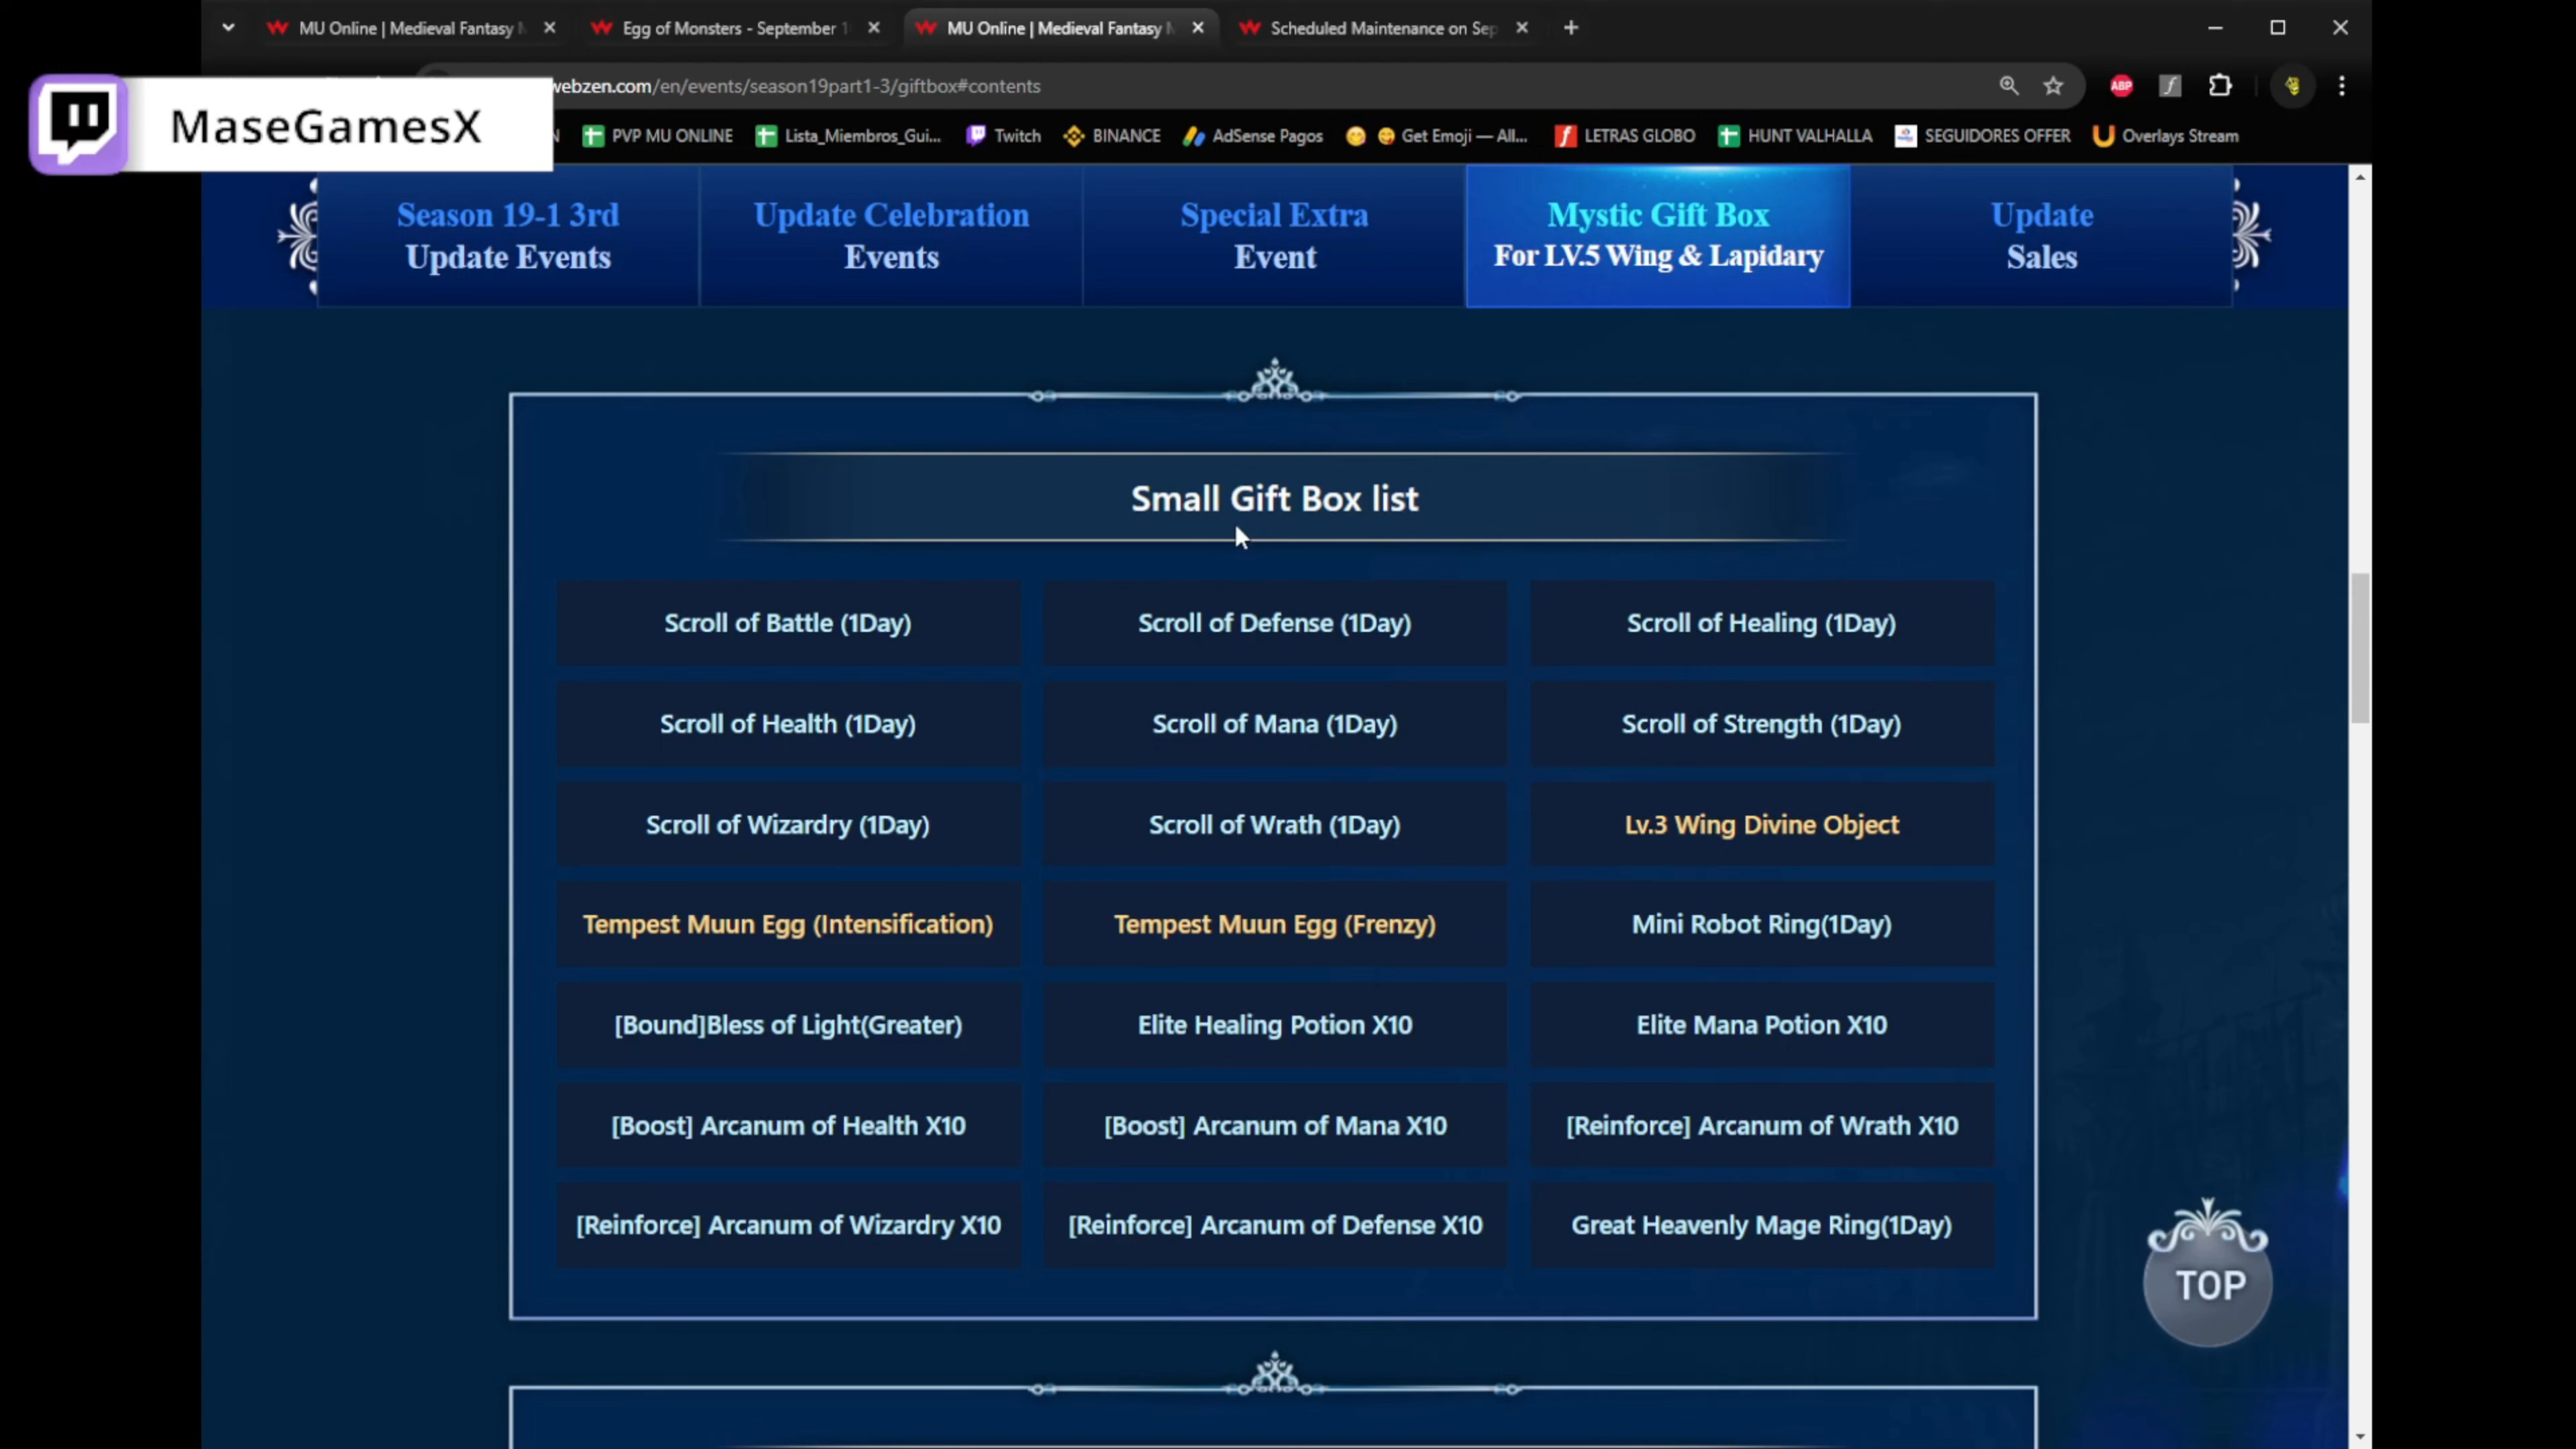 MU Online | Medieval Fantasy
Egg of Monsters - September 1
MU Online | Medieval Fantasy
Scheduled Maintenance on Sep
MaseGamesX
webzen.com/en/events/season19part1-3/giftbox#contents
ABP
N
PVP MU ONLINE
Lista_Miembros_Gui...
Twitch
BINANCE
AdSense Pagos
Get Emoji — All...
LETRAS GLOBO
HUNT VALHALLA
SEGUIDORES OFFER
Overlays Stream
Season 19-1 3rd
Update Events
Update Celebration
Events
Special Extra
Event
Mystic Gift Box
For LV.5 Wing & Lapidary
Update
Sales
Small Gift Box list
Scroll of Battle (1Day)
Scroll of Defense (1Day)
Scroll of Healing (1Day)
Scroll of Health (1Day)
Scroll of Mana (1Day)
Scroll of Strength (1Day)
Scroll of Wizardry (1Day)
Scroll of Wrath (1Day)
Lv.3 Wing Divine Object
Tempest Muun Egg (Intensification)
Tempest Muun Egg (Frenzy)
Mini Robot Ring(1Day)
[Bound]Bless of Light(Greater)
Elite Healing Potion X10
Elite Mana Potion X10
[Boost] Arcanum of Health X10
[Boost] Arcanum of Mana X10
[Reinforce] Arcanum of Wrath X10
[Reinforce] Arcanum of Wizardry X10
[Reinforce] Arcanum of Defense X10
Great Heavenly Mage Ring(1Day)
TOP